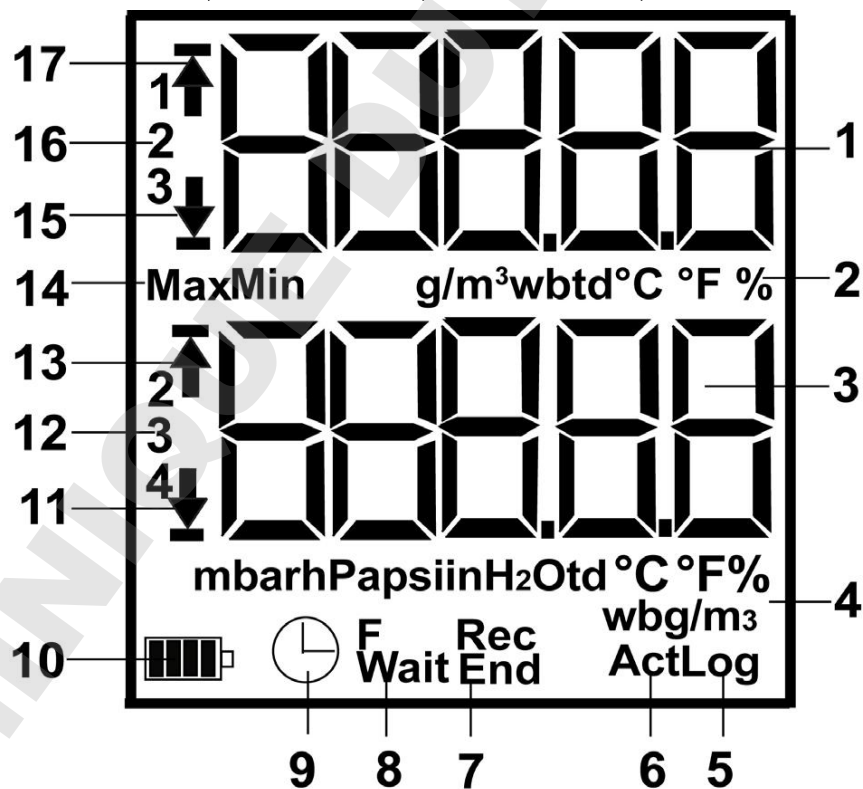 17
1
2
3
16
15
1
14
MaxMin
g/m³wbtd°C °F %
2
13
2
3
4
12
11
3
mbarhPapsiinH₂Otd °C °F%
wbg/m₃
4
10
F
Wait
Rec
End
ActLog
9
8
7
6
5